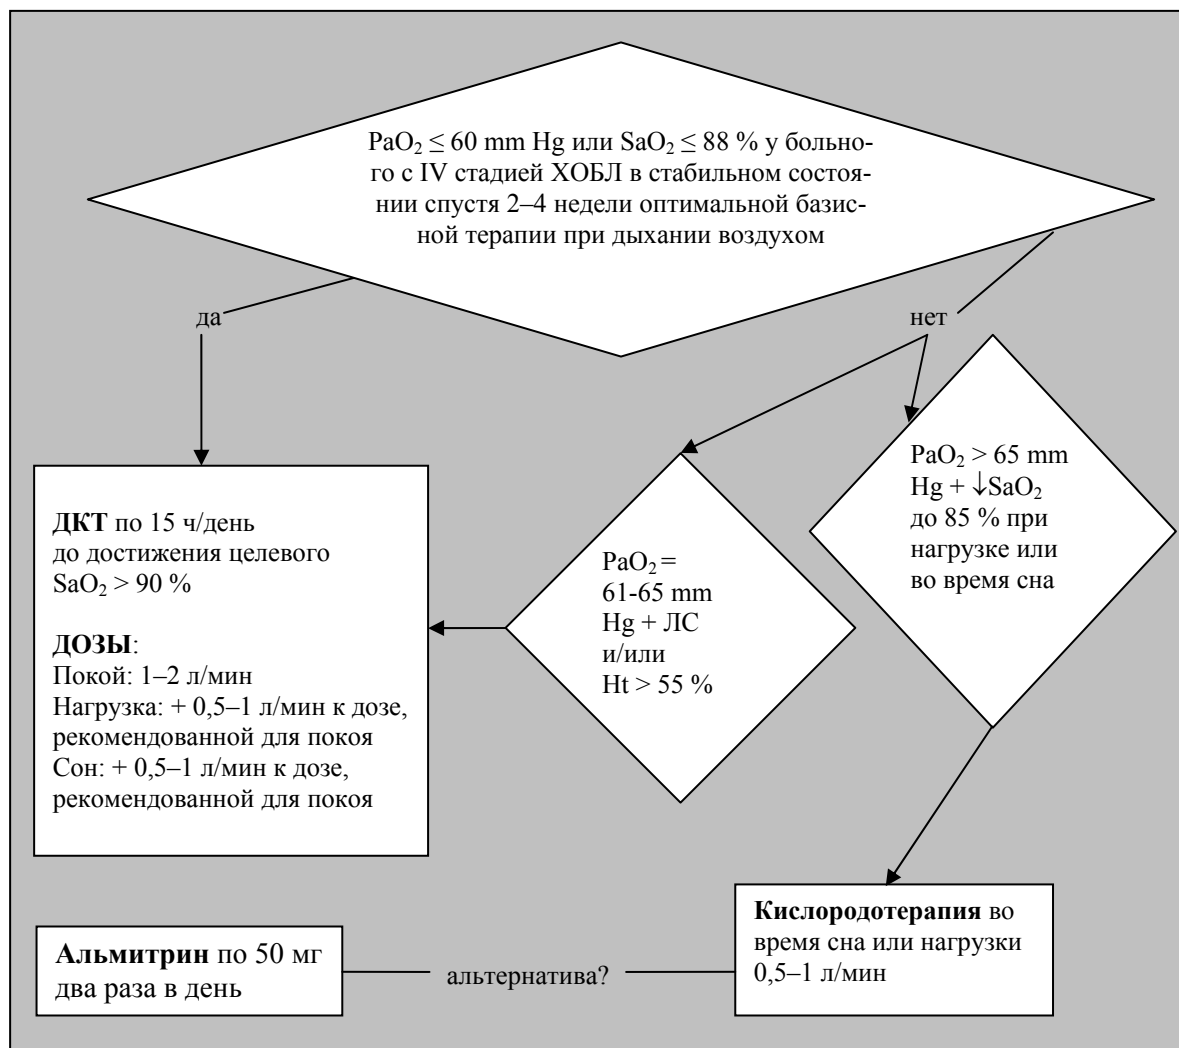 PaO₂ ≤ 60 mm Hg или SaO₂ ≤ 88 % у больно-
го с IV стадией ХОБЛ в стабильном состоя-
нии спустя 2–4 недели оптимальной базис-
ной терапии при дыхании воздухом
да
нет
ДКТ по 15 ч/день
до достижения целевого
SaO₂ > 90 %
ДОЗЫ:
Покой: 1–2 л/мин
Нагрузка: + 0,5–1 л/мин к дозе,
рекомендованной для покоя
Сон: + 0,5–1 л/мин к дозе,
рекомендованной для покоя
PaO₂ =
61-65 mm
Hg + ЛС
и/или
Ht > 55 %
PaO₂ > 65 mm
Hg + ↓SaO₂
до 85 % при
нагрузке или
во время сна
Альмитрин по 50 мг
два раза в день
альтернатива?
Кислородотерапия во
время сна или нагрузки
0,5–1 л/мин